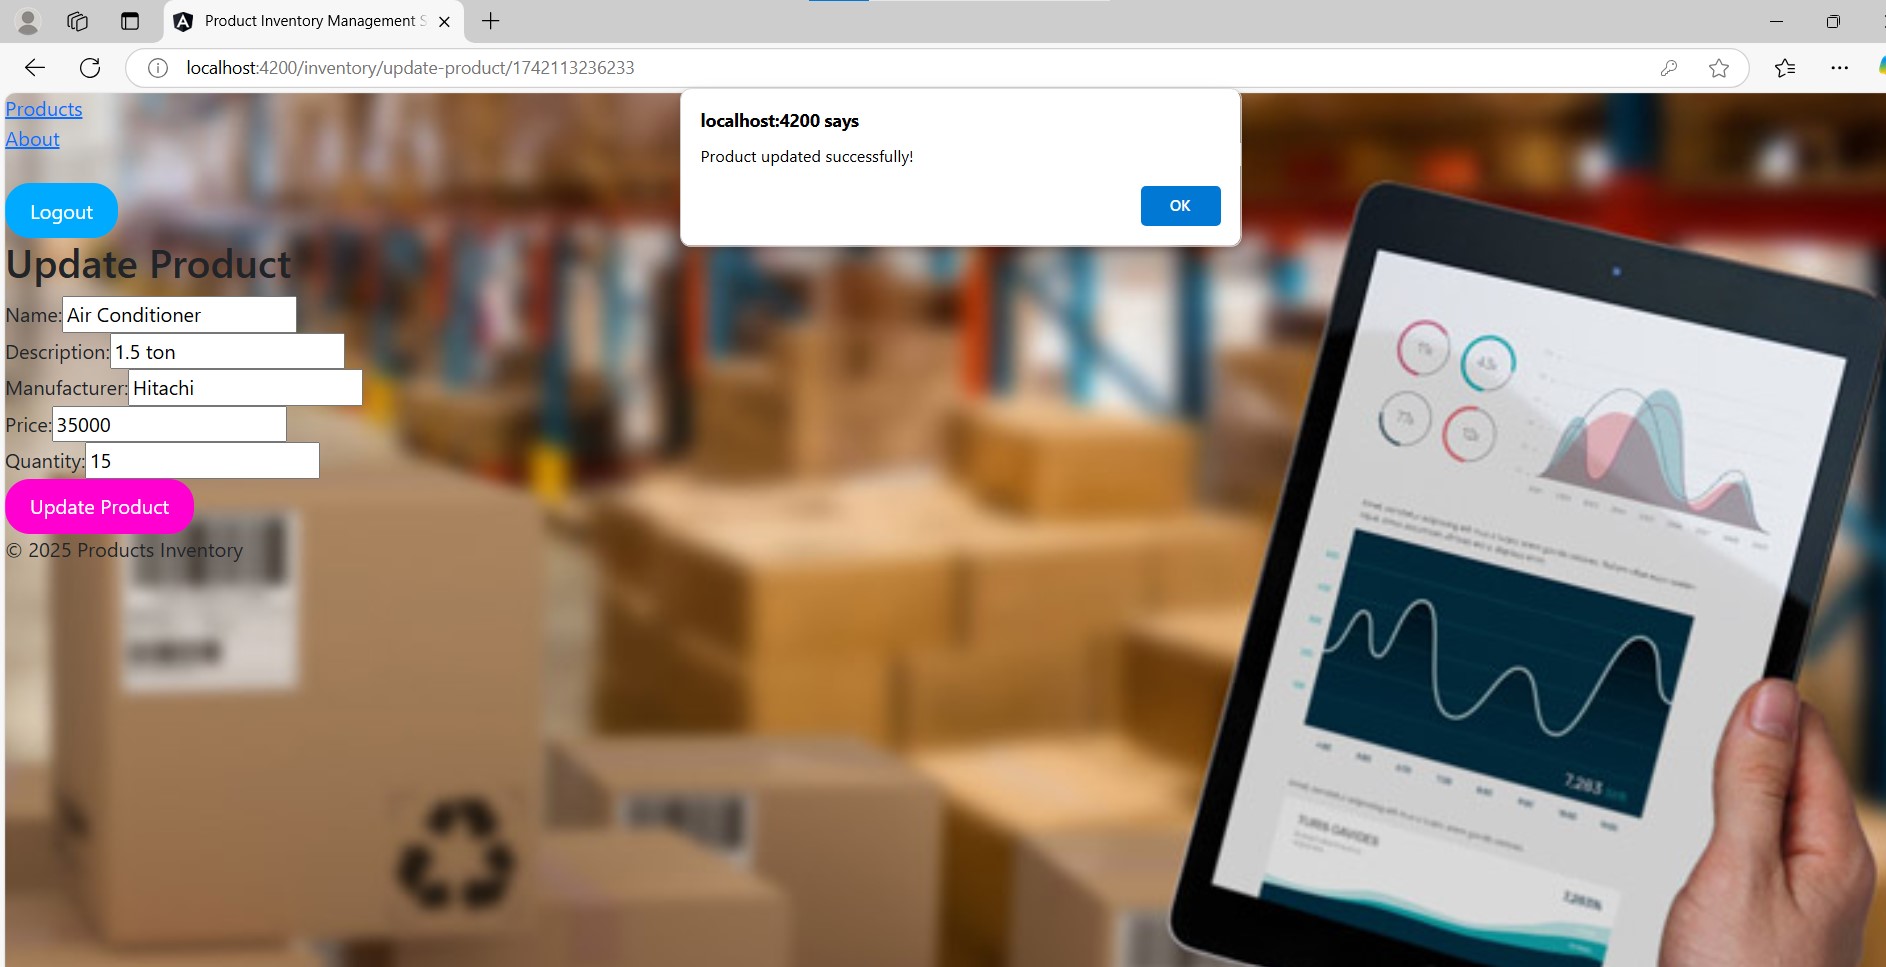 Product Inventory Management S
localhost:4200/inventory/update-product/1742113236233
localhost:4200 says
Product updated successfully!
OK
Products
About
Logout
Update Product
Name: Air Conditioner
Description: 1.5 ton
Manufacturer: Hitachi
Price: 35000
Quantity: 15
Update Product
© 2025 Products Inventory
7,283